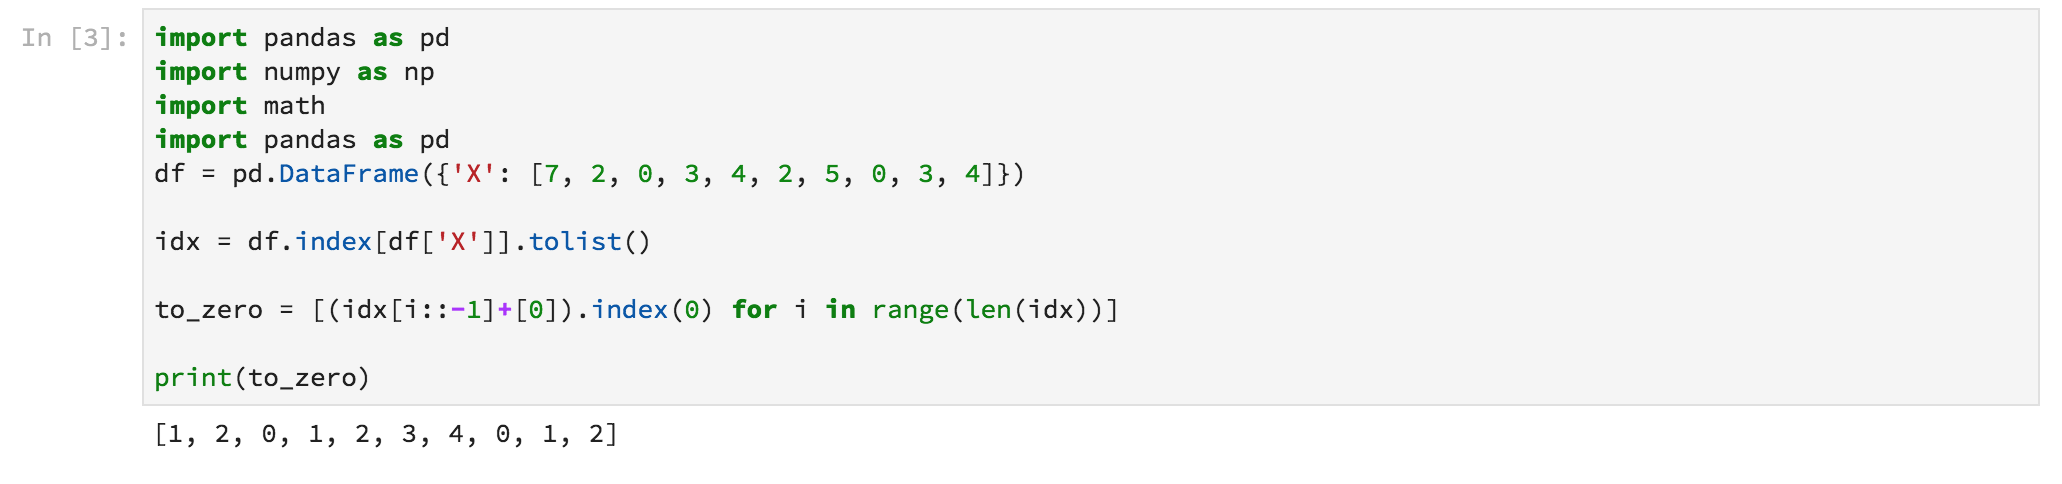 In [3]:
import pandas as pd
import numpy as np
import math
import pandas as pd
df = pd.DataFrame({'X': [7, 2, 0, 3, 4, 2, 5, 0, 3, 4]})
idx = df.index[df['X']].tolist()
to_zero = [(idx[i::-1]+[0]).index(0) for i in range(len(idx))]
print(to_zero)
[1, 2, 0, 1, 2, 3, 4, 0, 1, 2]